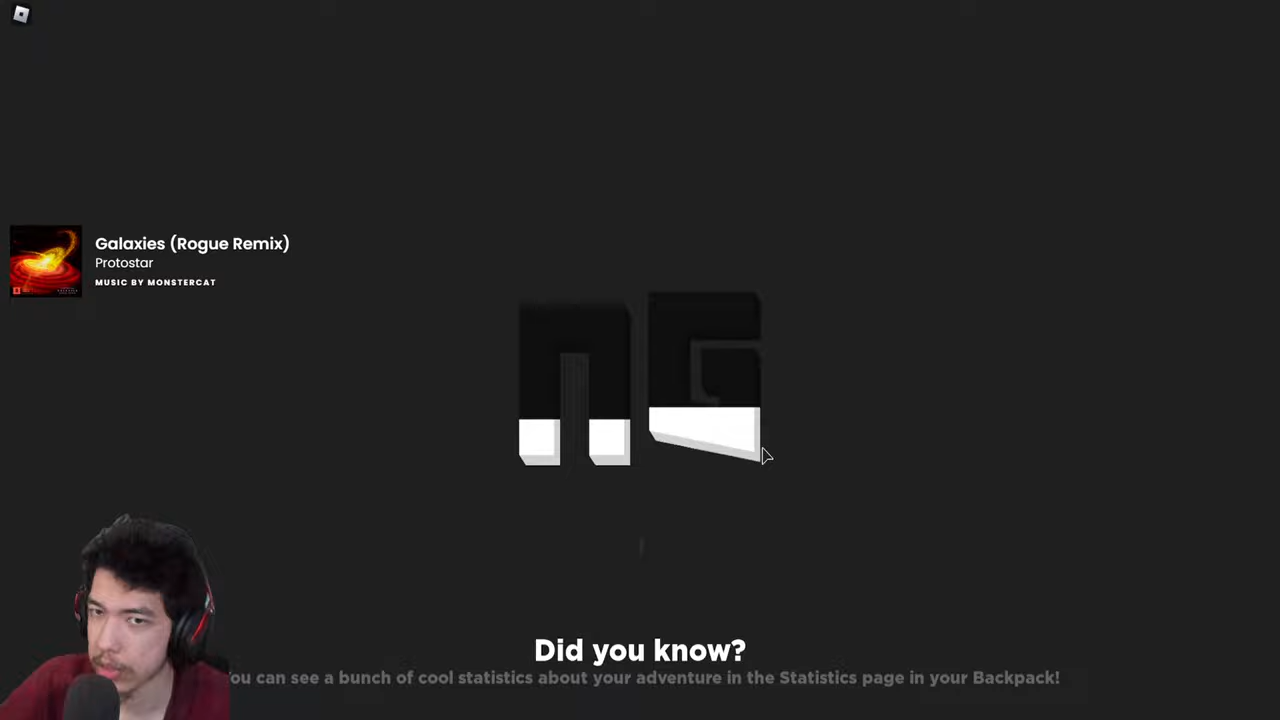 Galaxies (Rogue Remix)
Protostar
MUSIC BY MONSTERCAT
Did you know?
can see a bunch of cool statistics about your adventure in the Statistics page in your Backpack!